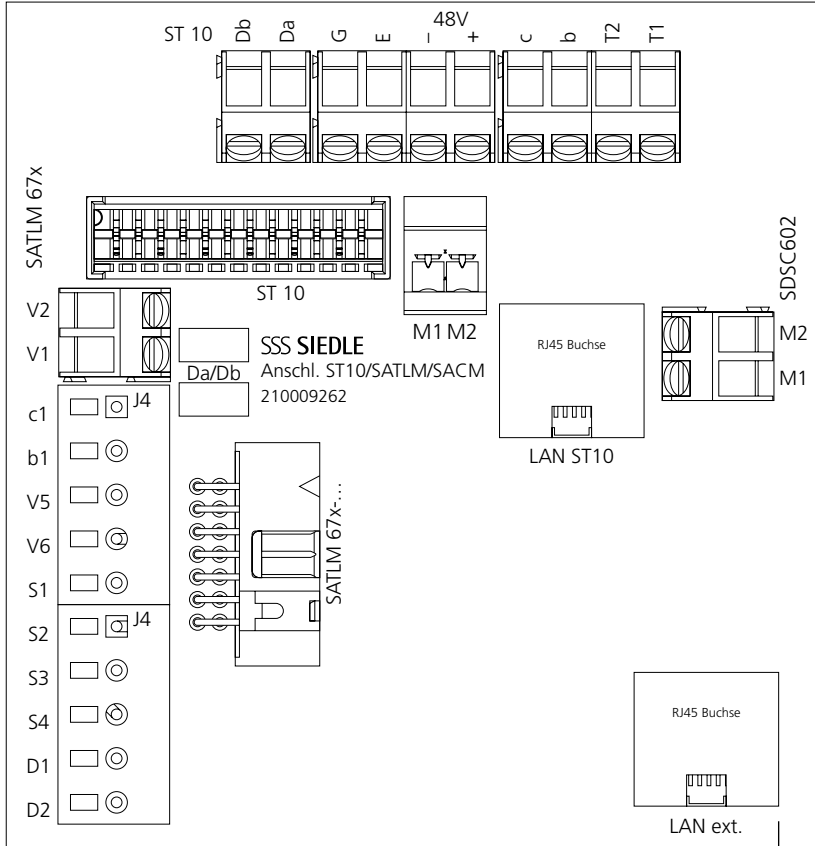 48V
ST 10 Db Da G E – + c b T2 T1
SATLM 67x
ST 10
SDSC602
V2
V1
M1 M2
M2
M1
RJ45 Buchse
LAN ST10
SSS SIEDLE
Da/Db
Anschl. ST10/SATLM/SACM
210009262
c1 J4
b1
V5
V6
S1
S2 J4
S3
S4
D1
D2
SATLM 67x-...
RJ45 Buchse
LAN ext.